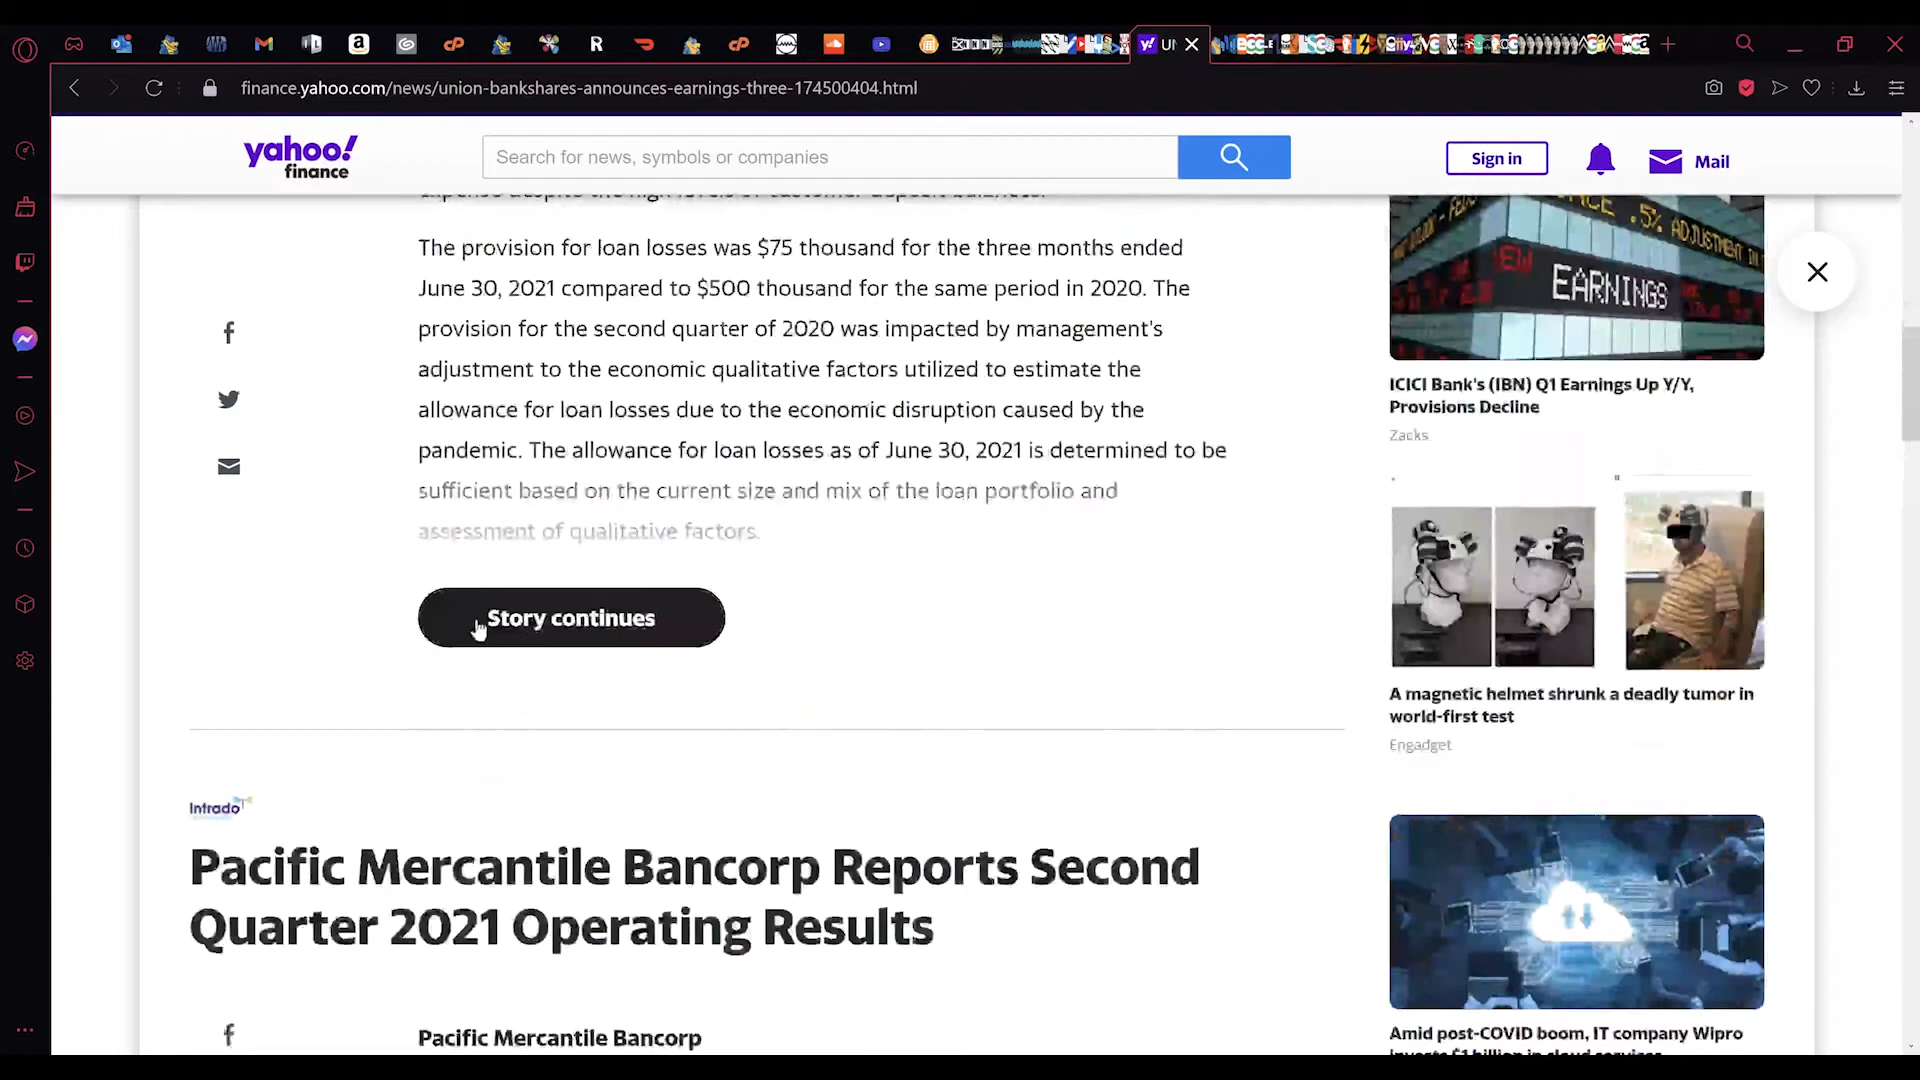 finance.yahoo.com/news/union-bankshares-announces-earnings-three-174500404.html
yahoo!
finance
Search for news, symbols or companies
Sign in
Mail
The provision for loan losses was $75 thousand for the three months ended
June 30, 2021 compared to $500 thousand for the same period in 2020. The
provision for the second quarter of 2020 was impacted by management's
adjustment to the economic qualitative factors utilized to estimate the
allowance for loan losses due to the economic disruption caused by the
pandemic. The allowance for loan losses as of June 30, 2021 is determined to be
sufficient based on the current size and mix of the loan portfolio and
assessment of qualitative factors.
Story continues
Intrado
Pacific Mercantile Bancorp Reports Second
Quarter 2021 Operating Results
Pacific Mercantile Bancorp
.5% ADJUSTMENT IN
EARNINGS
ICICI Bank's (IBN) Q1 Earnings Up Y/Y,
Provisions Decline
Zacks
A magnetic helmet shrunk a deadly tumor in
world-first test
Engadget
Amid post-COVID boom, IT company Wipro